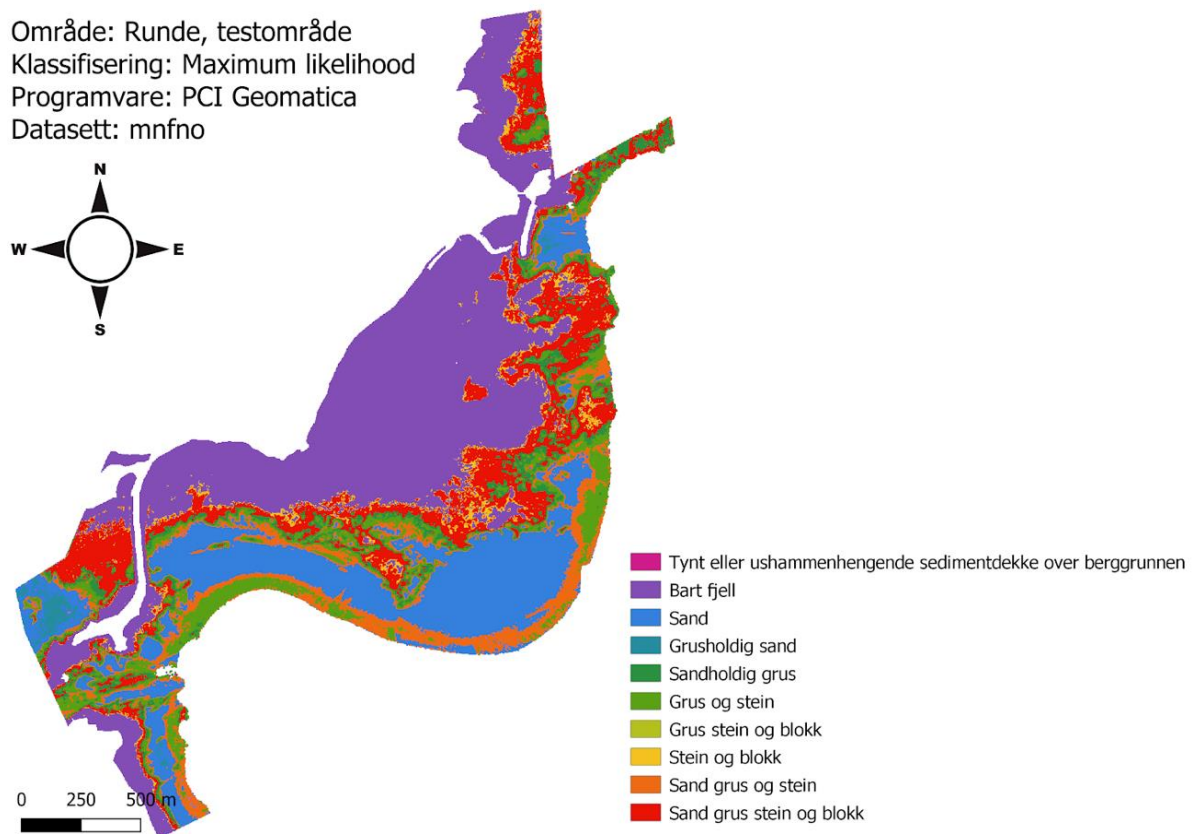 Område: Runde, testområde
Klassifisering: Maximum likelihood
Programvare: PCI Geomatica
Datasett: mnfno
N
W E
S
Tynt eller ushammenhengende sedimentdekke over berggrunnen
Bart fjell
Sand
Grusholdig sand
Sandholdig grus
Grus og stein
Grus stein og blokk
Stein og blokk
Sand grus og stein
Sand grus stein og blokk
0 250 500 m